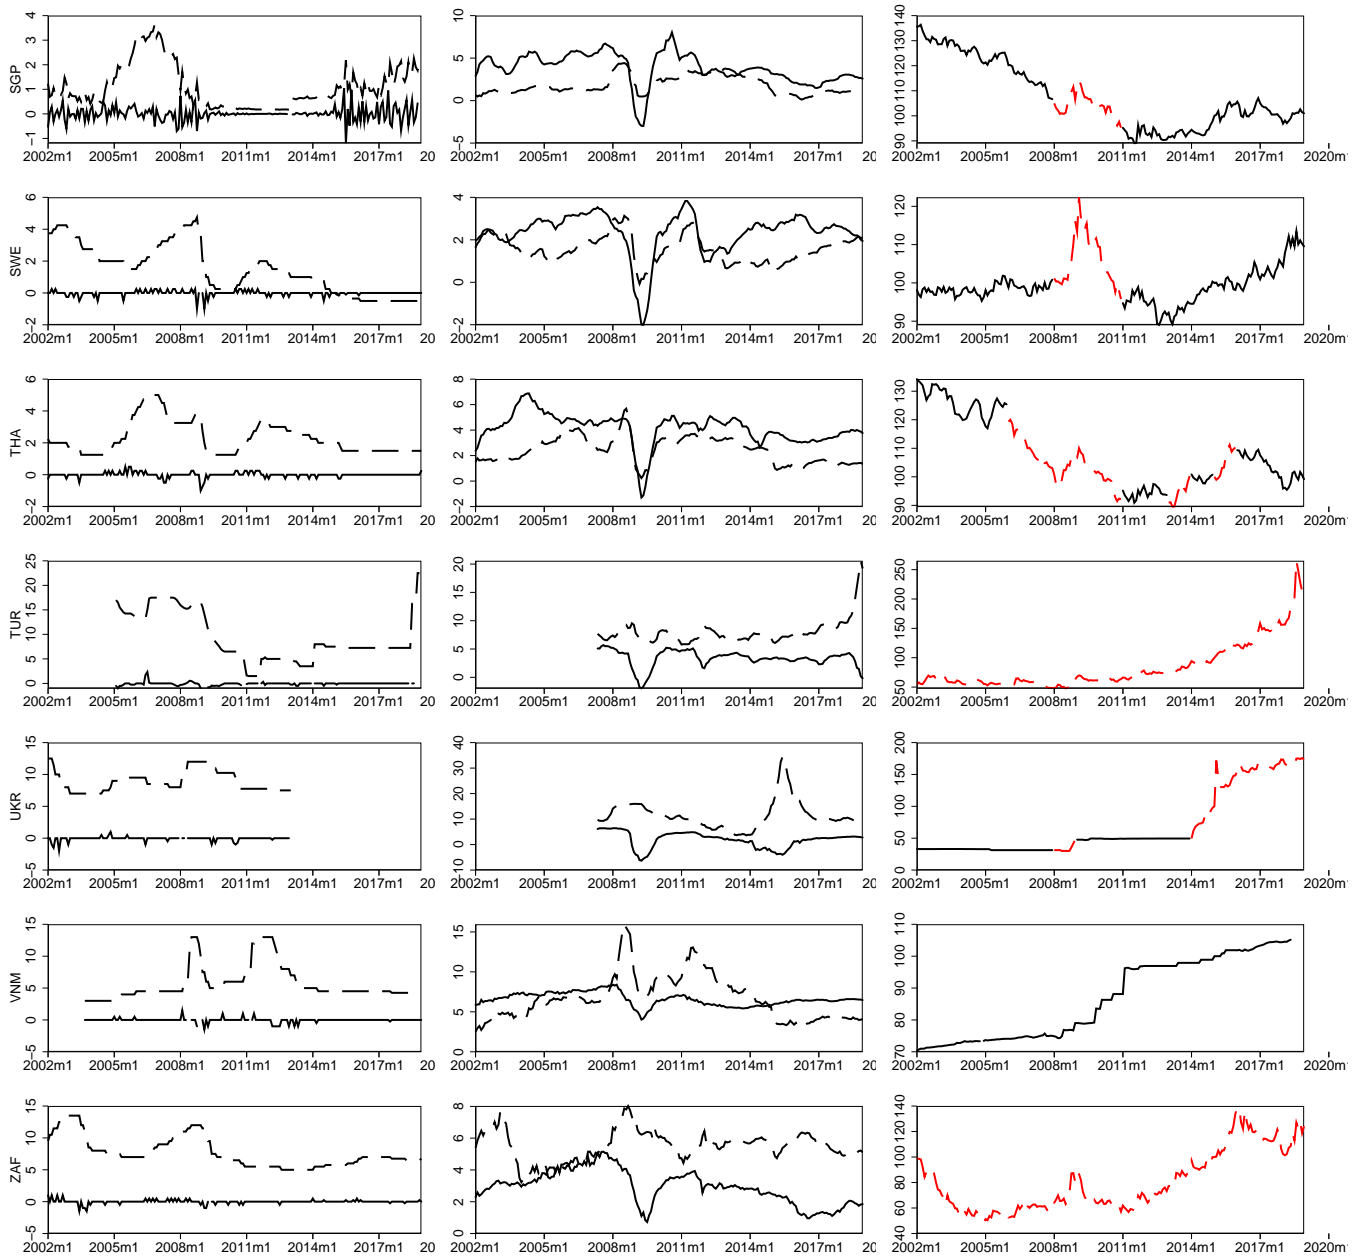 SGP
−1 0 1 2 3 4
2002m1 2005m1 2008m1 2011m1 2014m1 2017m1 20
−5 0 5 10
2002m1 2005m1 2008m1 2011m1 2014m1 2017m1 20
90 100 110 120 130 140
2002m1 2005m1 2008m1 2011m1 2014m1 2017m1 2020m1
SWE
−2 0 2 4 6
2002m1 2005m1 2008m1 2011m1 2014m1 2017m1 20
−2 0 2 4
2002m1 2005m1 2008m1 2011m1 2014m1 2017m1 20
90 100 110 120
2002m1 2005m1 2008m1 2011m1 2014m1 2017m1 2020m1
THA
−2 0 2 4 6
2002m1 2005m1 2008m1 2011m1 2014m1 2017m1 20
−2 0 2 4 6 8
2002m1 2005m1 2008m1 2011m1 2014m1 2017m1 20
90 100 110 120 130
2002m1 2005m1 2008m1 2011m1 2014m1 2017m1 2020m1
TUR
0 5 10 15 20 25
2002m1 2005m1 2008m1 2011m1 2014m1 2017m1 20
0 5 10 15 20
2002m1 2005m1 2008m1 2011m1 2014m1 2017m1 20
50 100 150 200 250
2002m1 2005m1 2008m1 2011m1 2014m1 2017m1 2020m1
UKR
−5 0 5 10 15
2002m1 2005m1 2008m1 2011m1 2014m1 2017m1 20
−10 0 10 20 30 40
2002m1 2005m1 2008m1 2011m1 2014m1 2017m1 20
0 50 100 150 200
2002m1 2005m1 2008m1 2011m1 2014m1 2017m1 2020m1
VNM
−5 0 5 10 15
2002m1 2005m1 2008m1 2011m1 2014m1 2017m1 20
0 5 10 15
2002m1 2005m1 2008m1 2011m1 2014m1 2017m1 20
70 80 90 100 110
2002m1 2005m1 2008m1 2011m1 2014m1 2017m1 2020m1
ZAF
−5 0 5 10 15
2002m1 2005m1 2008m1 2011m1 2014m1 2017m1 20
0 2 4 6 8
2002m1 2005m1 2008m1 2011m1 2014m1 2017m1 20
40 60 80 100 120 140
2002m1 2005m1 2008m1 2011m1 2014m1 2017m1 2020m1